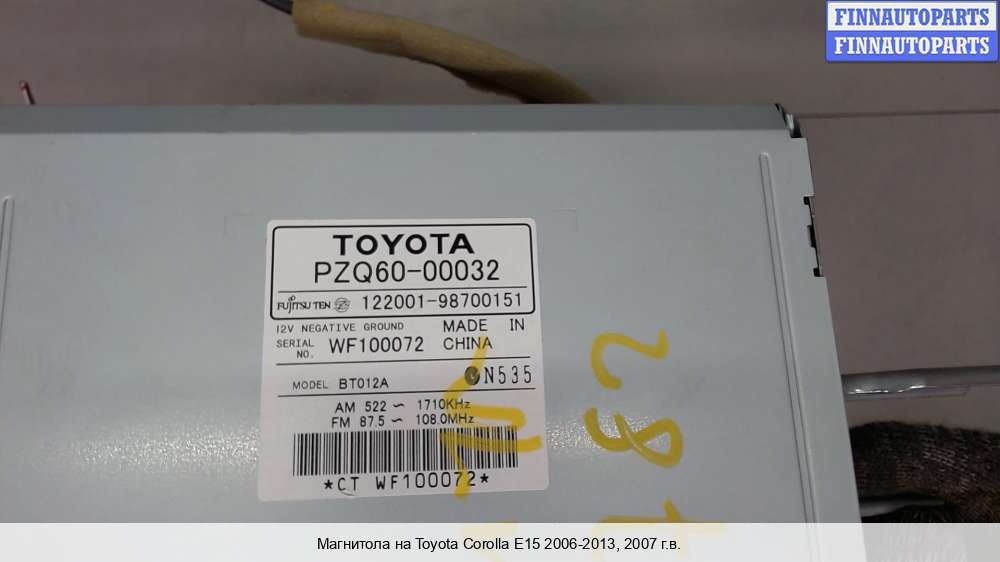 FINNAUTOPARTS
FINNAUTOPARTS
TOYOTA
PZQ60-00032
FUJITSU TEN 122001-98700151
12V NEGATIVE GROUND MADE IN
SERIAL NO. WF100072 CHINA
MODEL BT012A N535
AM 522 ～ 1710KHz
FM 87.5 ～ 108.0MHz
*CT WF100072*
Магнитола на Toyota Corolla E15 2006-2013, 2007 г.в.